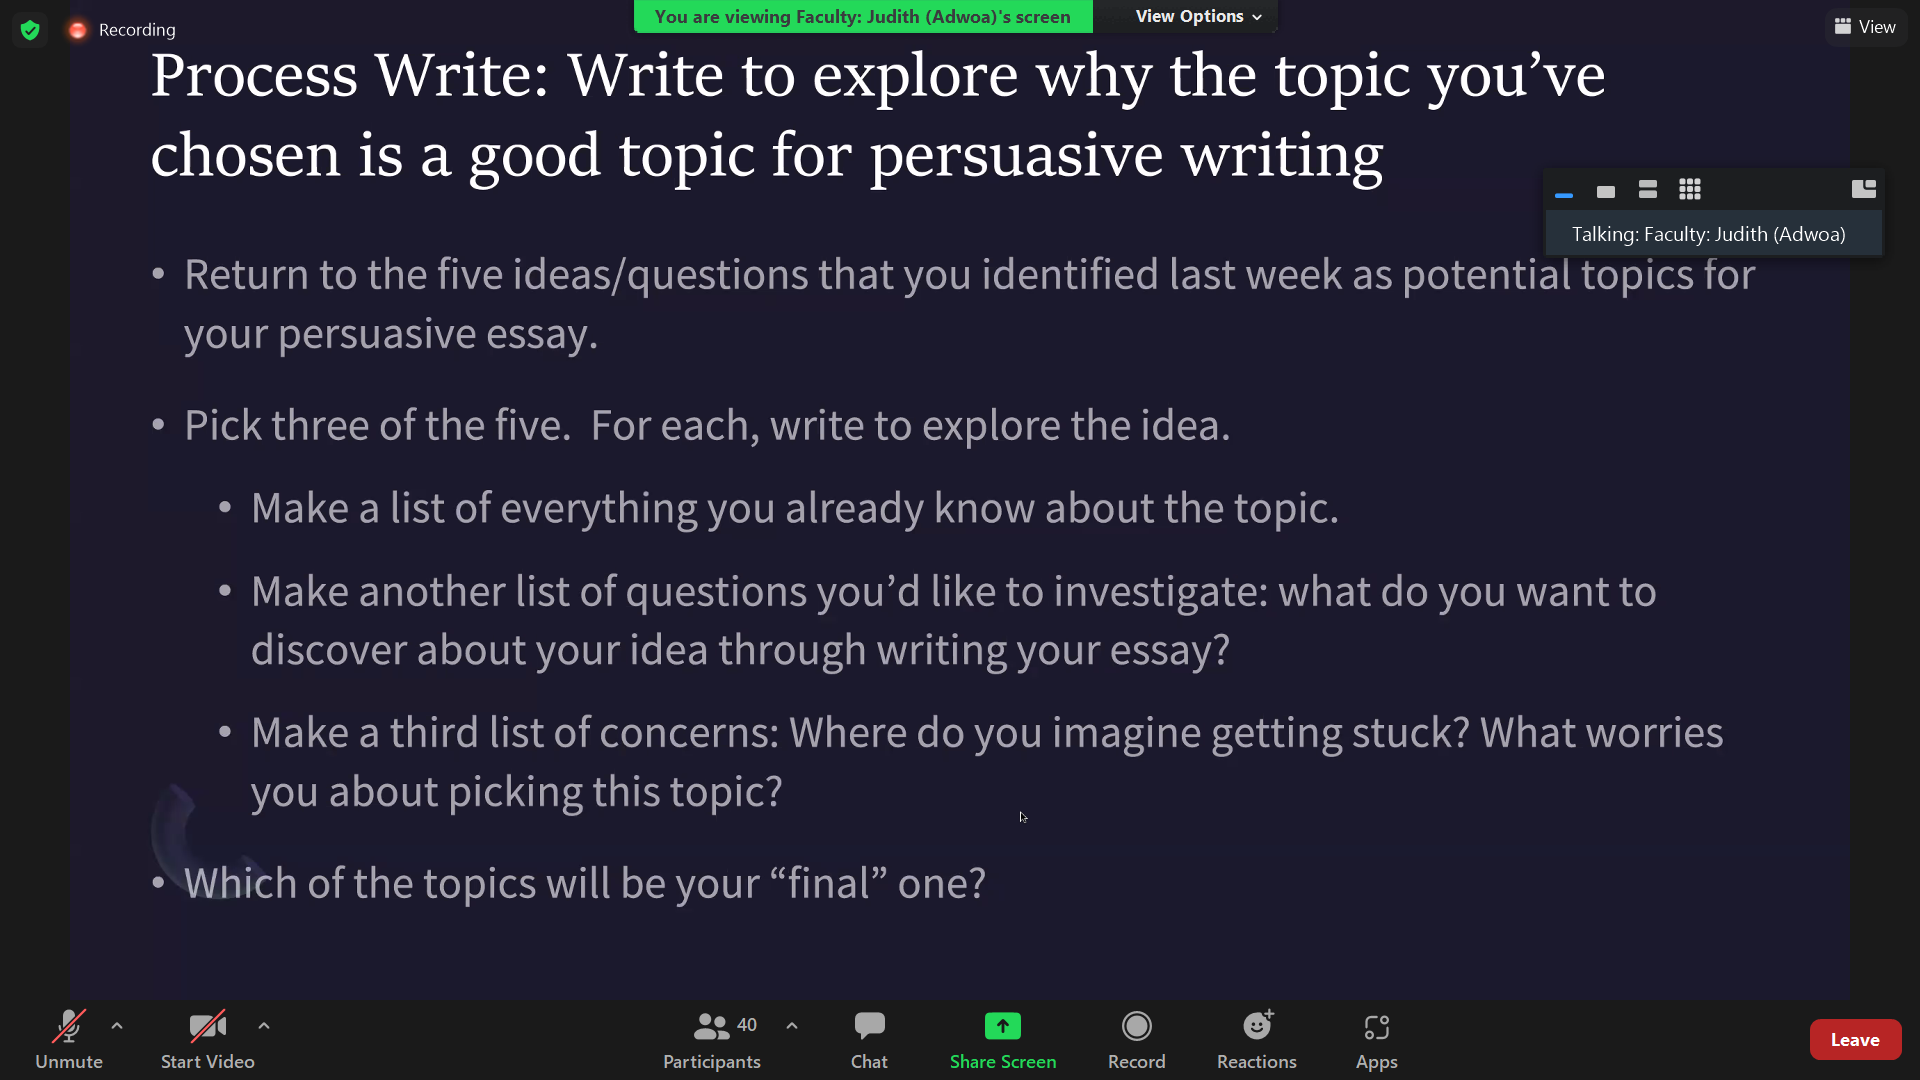 Recording
You are viewing Faculty: Judith (Adwoa)'s screen
View Options
View
Process Write: Write to explore why the topic you’ve
chosen is a good topic for persuasive writing
Talking: Faculty: Judith (Adwoa)
• Return to the five ideas/questions that you identified last week as potential topics for
your persuasive essay.
• Pick three of the five.  For each, write to explore the idea.
• Make a list of everything you already know about the topic.
• Make another list of questions you’d like to investigate: what do you want to
discover about your idea through writing your essay?
• Make a third list of concerns: Where do you imagine getting stuck? What worries
you about picking this topic?
• Which of the topics will be your “final” one?
Unmute
Start Video
40
Participants
Chat
Share Screen
Record
Reactions
Apps
Leave